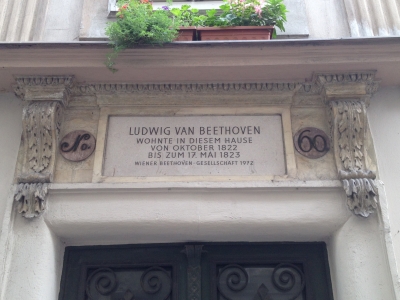 LUDWIG VAN BEETHOVEN
WOHNTE IN DIESEM HAUSE
VON OKTOBER 1822
BIS ZUM 17. MAI 1823
WIENER BEETHOVEN-GESELLSCHAFT 1972
60